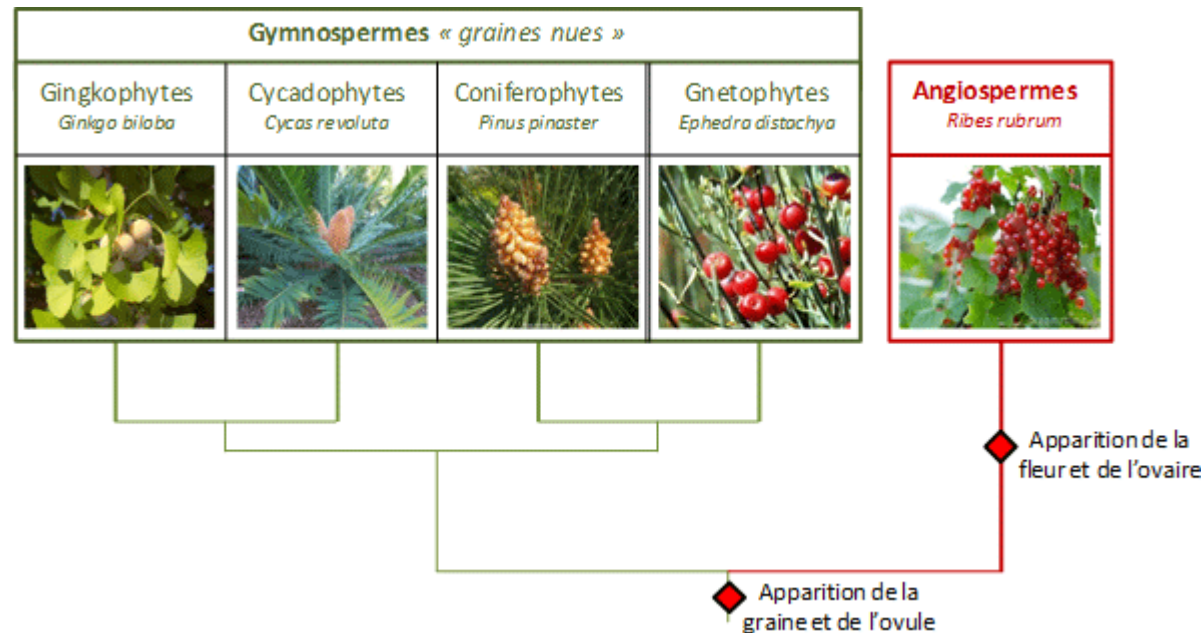 Gymnospermes « graines nues »
Gingkophytes
Ginkgo biloba
Cycadophytes
Cycas revoluta
Coniferophytes
Pinus pinaster
Gnetophytes
Ephedra distachya
Angiospermes
Ribes rubrum
Apparition de la
fleur et de l'ovaire
Apparition de la
graine et de l'ovule